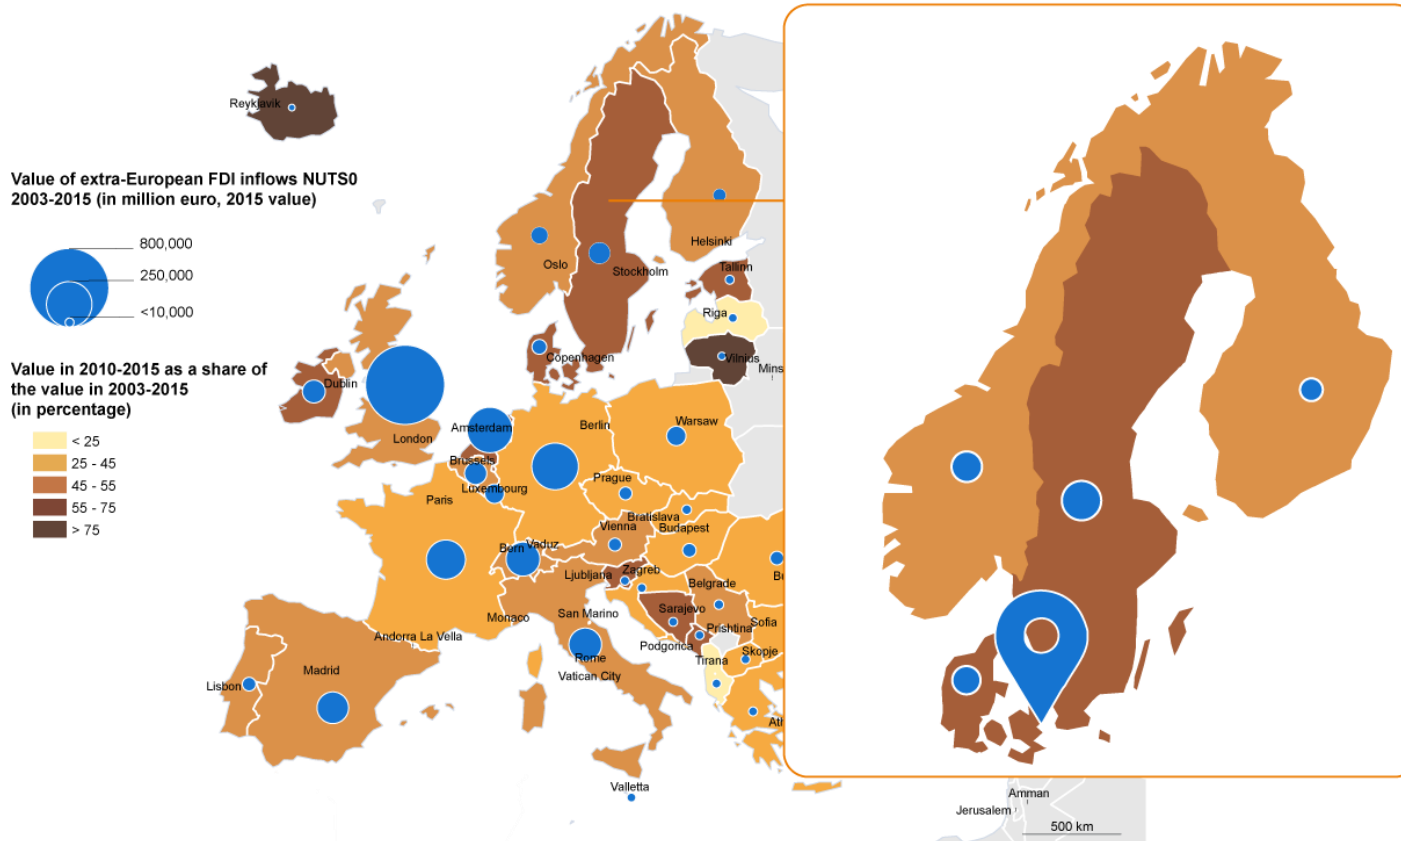 Reykjavik
Value of extra-European FDI inflows NUTS0
2003-2015 (in million euro, 2015 value)
800,000
250,000
<10,000
Value in 2010-2015 as a share of
the value in 2003-2015
(in percentage)
< 25
25 - 45
45 - 55
55 - 75
> 75
Helsinki
Oslo
Stockholm
Tallinn
Riga
Copenhagen
Vilnius
Mins
Dublin
London
Amsterdam
Berlin
Warsaw
Brussels
Luxembourg
Paris
Prague
Bratislava
Vienna
Budapest
Bern
Vaduz
Ljubljana
Zagreb
Belgrade
Monaco
San Marino
Sarajevo
Prishtina
Sofia
Andorra La Vella
Podgorica
Skopje
Tirana
Rome
Vatican City
Madrid
Lisbon
Ath
Valletta
Amman
Jerusalem
500 km